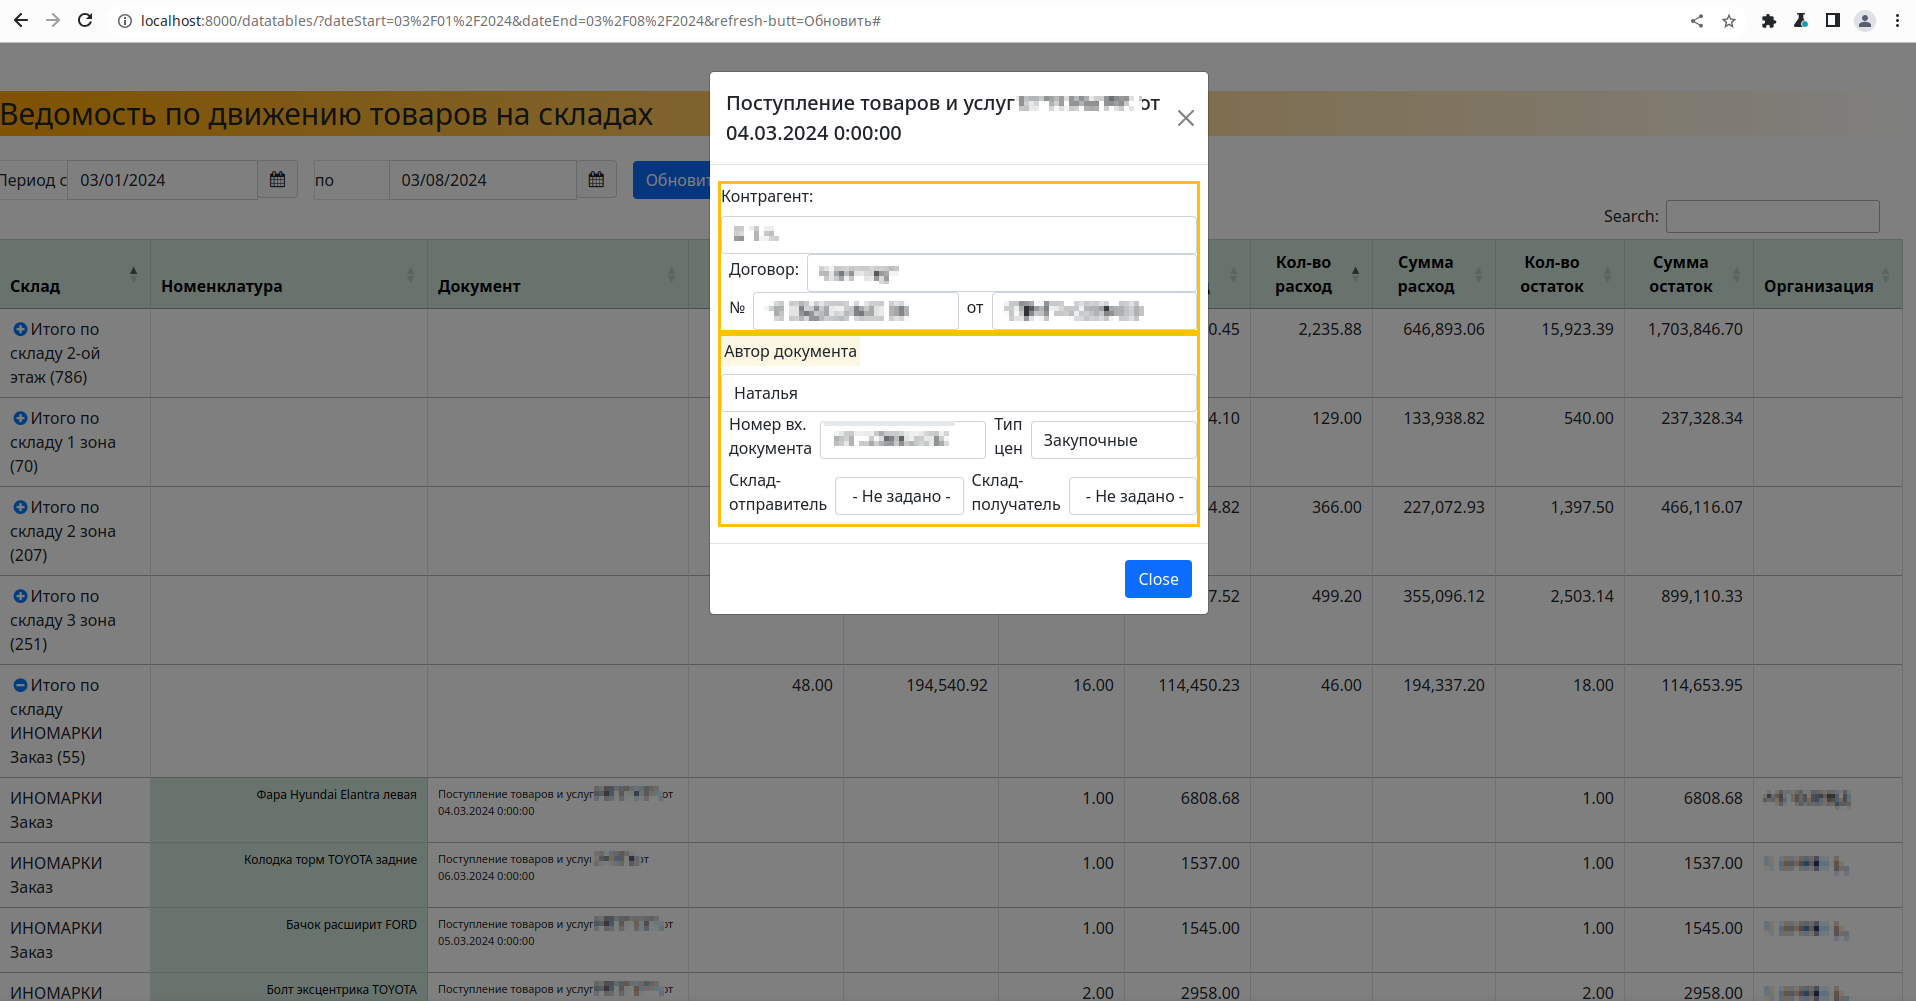 localhost:8000/datatables/?dateStart=03%2F01%2F2024&dateEnd=03%2F08%2F2024&refresh-butt=Обновить#
Ведомость по движению товаров на складах
Период с 03/01/2024 по 03/08/2024 Обновит
Search:
Поступление товаров и услуг от
04.03.2024 0:00:00
Контрагент:
Договор:
№ от
Автор документа
Наталья
Номер вх. документа Тип цен Закупочные
Склад-отправитель - Не задано - Склад-получатель - Не задано -
Close
Склад Номенклатура Документ Кол-во расход Сумма расход Кол-во остаток Сумма остаток Организация
Итого по 0.45 2,235.88 646,893.06 15,923.39 1,703,846.70
складу 2-ой
этаж (786)
Итого по 4.10 129.00 133,938.82 540.00 237,328.34
складу 1 зона
(70)
Итого по 4.82 366.00 227,072.93 1,397.50 466,116.07
складу 2 зона
(207)
Итого по 7.52 499.20 355,096.12 2,503.14 899,110.33
складу 3 зона
(251)
Итого по 48.00 194,540.92 16.00 114,450.23 46.00 194,337.20 18.00 114,653.95
складу
ИНОМАРКИ
Заказ (55)
ИНОМАРКИ Фара Hyundai Elantra левая Поступление товаров и услуг от 1.00 6808.68 1.00 6808.68
Заказ 04.03.2024 0:00:00
ИНОМАРКИ Колодка торм TOYOTA задние Поступление товаров и услуг от 1.00 1537.00 1.00 1537.00
Заказ 06.03.2024 0:00:00
ИНОМАРКИ Бачок расширит FORD Поступление товаров и услуг от 1.00 1545.00 1.00 1545.00
Заказ 05.03.2024 0:00:00
ИНОМАРКИ Болт эксцентрика TOYOTA Поступление товаров и услуг от 2.00 2958.00 2.00 2958.00